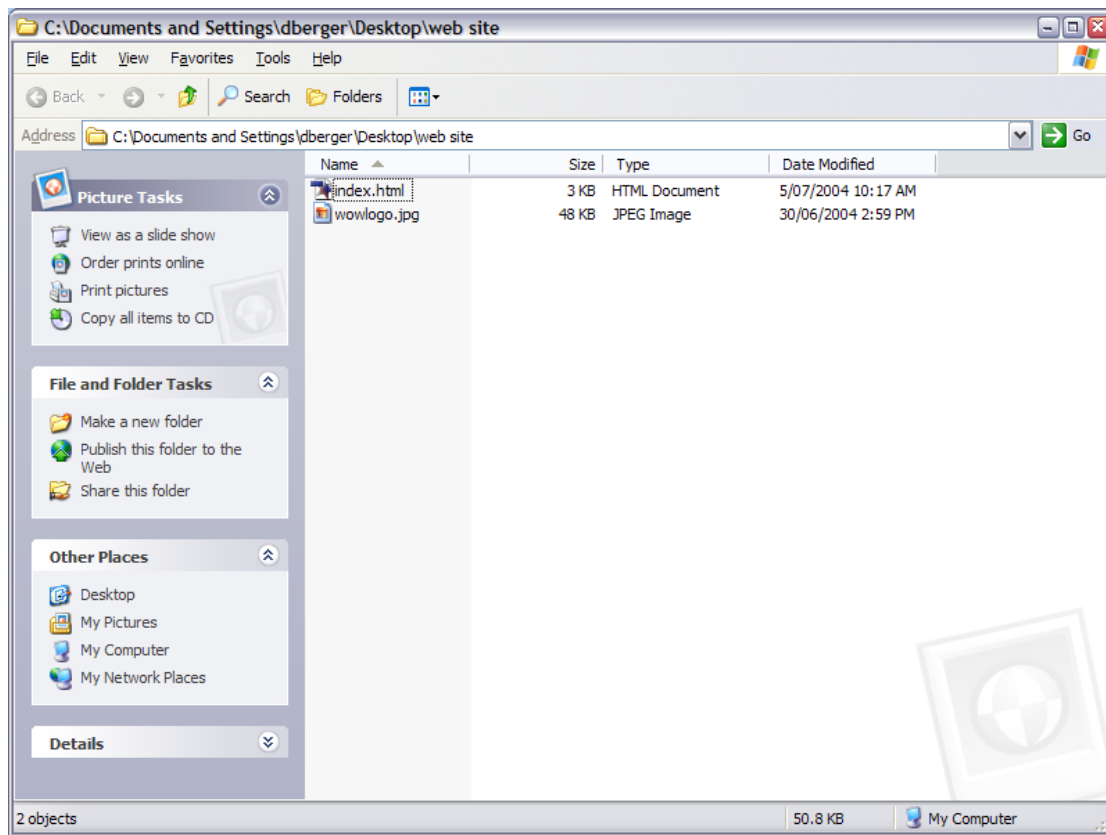 C:\Documents and Settings\dberger\Desktop\web site
File Edit View Favorites Tools Help
Back Search Folders
Address C:\Documents and Settings\dberger\Desktop\web site Go
Name Size Type Date Modified
index.html 3 KB HTML Document 5/07/2004 10:17 AM
wowlogo.jpg 48 KB JPEG Image 30/06/2004 2:59 PM
Picture Tasks
View as a slide show
Order prints online
Print pictures
Copy all items to CD
File and Folder Tasks
Make a new folder
Publish this folder to the
Web
Share this folder
Other Places
Desktop
My Pictures
My Computer
My Network Places
Details
2 objects 50.8 KB My Computer